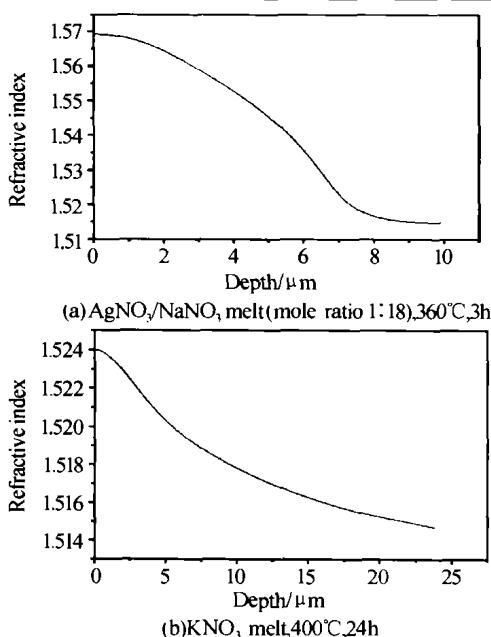 1.57
1.56
1.55
1.54
1.53
1.52
1.51
Refractive index
0 2 4 6 8 10
Depth/μm
(a) AgNO3/NaNO3 melt(mole ratio 1:18),360℃,3h
1.524
1.522
1.520
1.518
1.516
1.514
Refractive index
0 5 10 15 20 25
Depth/μm
(b)KNO3 melt,400℃,24h